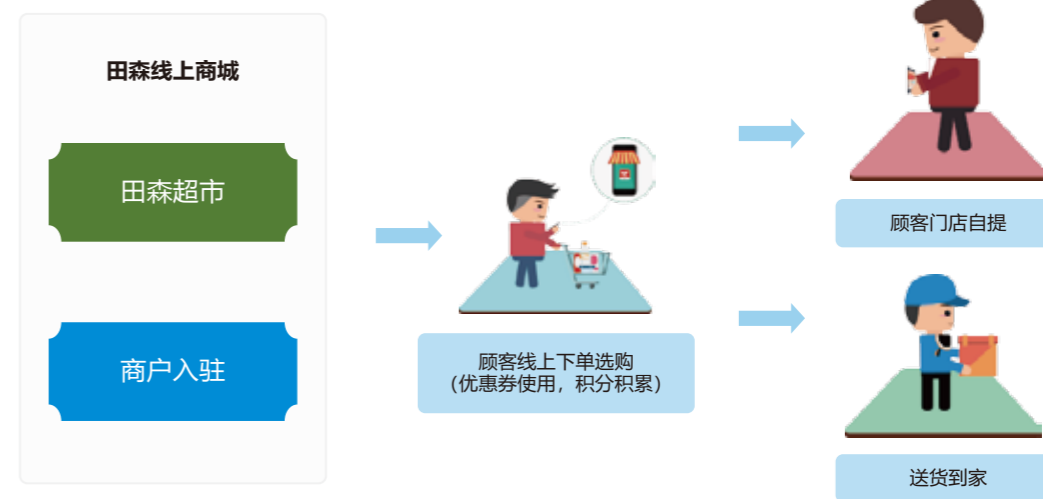 田森线上商城
田森超市
商户入驻
顾客线上下单选购
（优惠券使用，积分积累）
顾客门店自提
送货到家